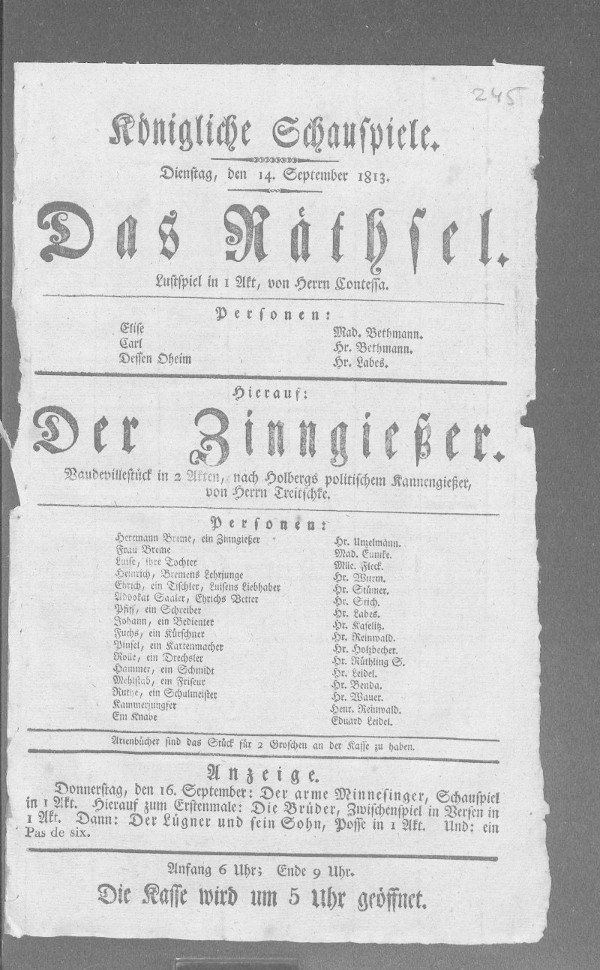 245
Königliche Schauspiele.
Dienstag, den 14. September 1813.
Das Räthsel.
Lustspiel in 1 Akt, von Herrn Contessa.
Personen:
Elise Mad. Bethmann.
Carl Hr. Bethmann.
Dessen Oheim Hr. Labes.
Hierauf:
Der Zinngießer.
Vaudevillestück in 2 Akten, nach Holbergs politischem Kannengießer,
von Herrn Treitschke.
Personen:
Herrmann Breme, ein Zinngießer Hr. Unzelmann.
Frau Breme Mad. Eunike.
Luise, ihre Tochter Mlle. Fleck.
Heinrich, Bremens Lehrjunge Hr. Wurm.
Ehrich, ein Tischler, Luisens Liebhaber Hr. Stümer.
Advokat Saaler, Ehrichs Vetter Hr. Stich.
Pfiff, ein Schreiber Hr. Labes.
Johann, ein Bedienter Hr. Kaselitz.
Fuchs, ein Kürschner Hr. Reinwald.
Pinsel, ein Kartenmacher Hr. Holzbecher.
ein Drechsler Hr. Rüthling S.
Hammer, ein Schmidt Hr. Leidel.
Mehlstab, ein Friseur Hr. Benda.
Ruthe, ein Schulmeister Hr. Wauer.
Kammerjungfer Henr. Reinwald.
Ein Knabe Eduard Leidel.
Arienbücher sind das Stück für 2 Groschen an der Kasse zu haben.
Anzeige.
Donnerstag, den 16. September: Der arme Minnesinger, Schauspiel
in 1 Akt. Hierauf zum Erstenmale: Die Brüder, Zwischenspiel in Versen in
1 Akt. Dann: Der Lügner und sein Sohn, Posse in 1 Akt. Und: ein
Pas de six.
Anfang 6 Uhr; Ende 9 Uhr.
Die Kasse wird um 5 Uhr geöffnet.